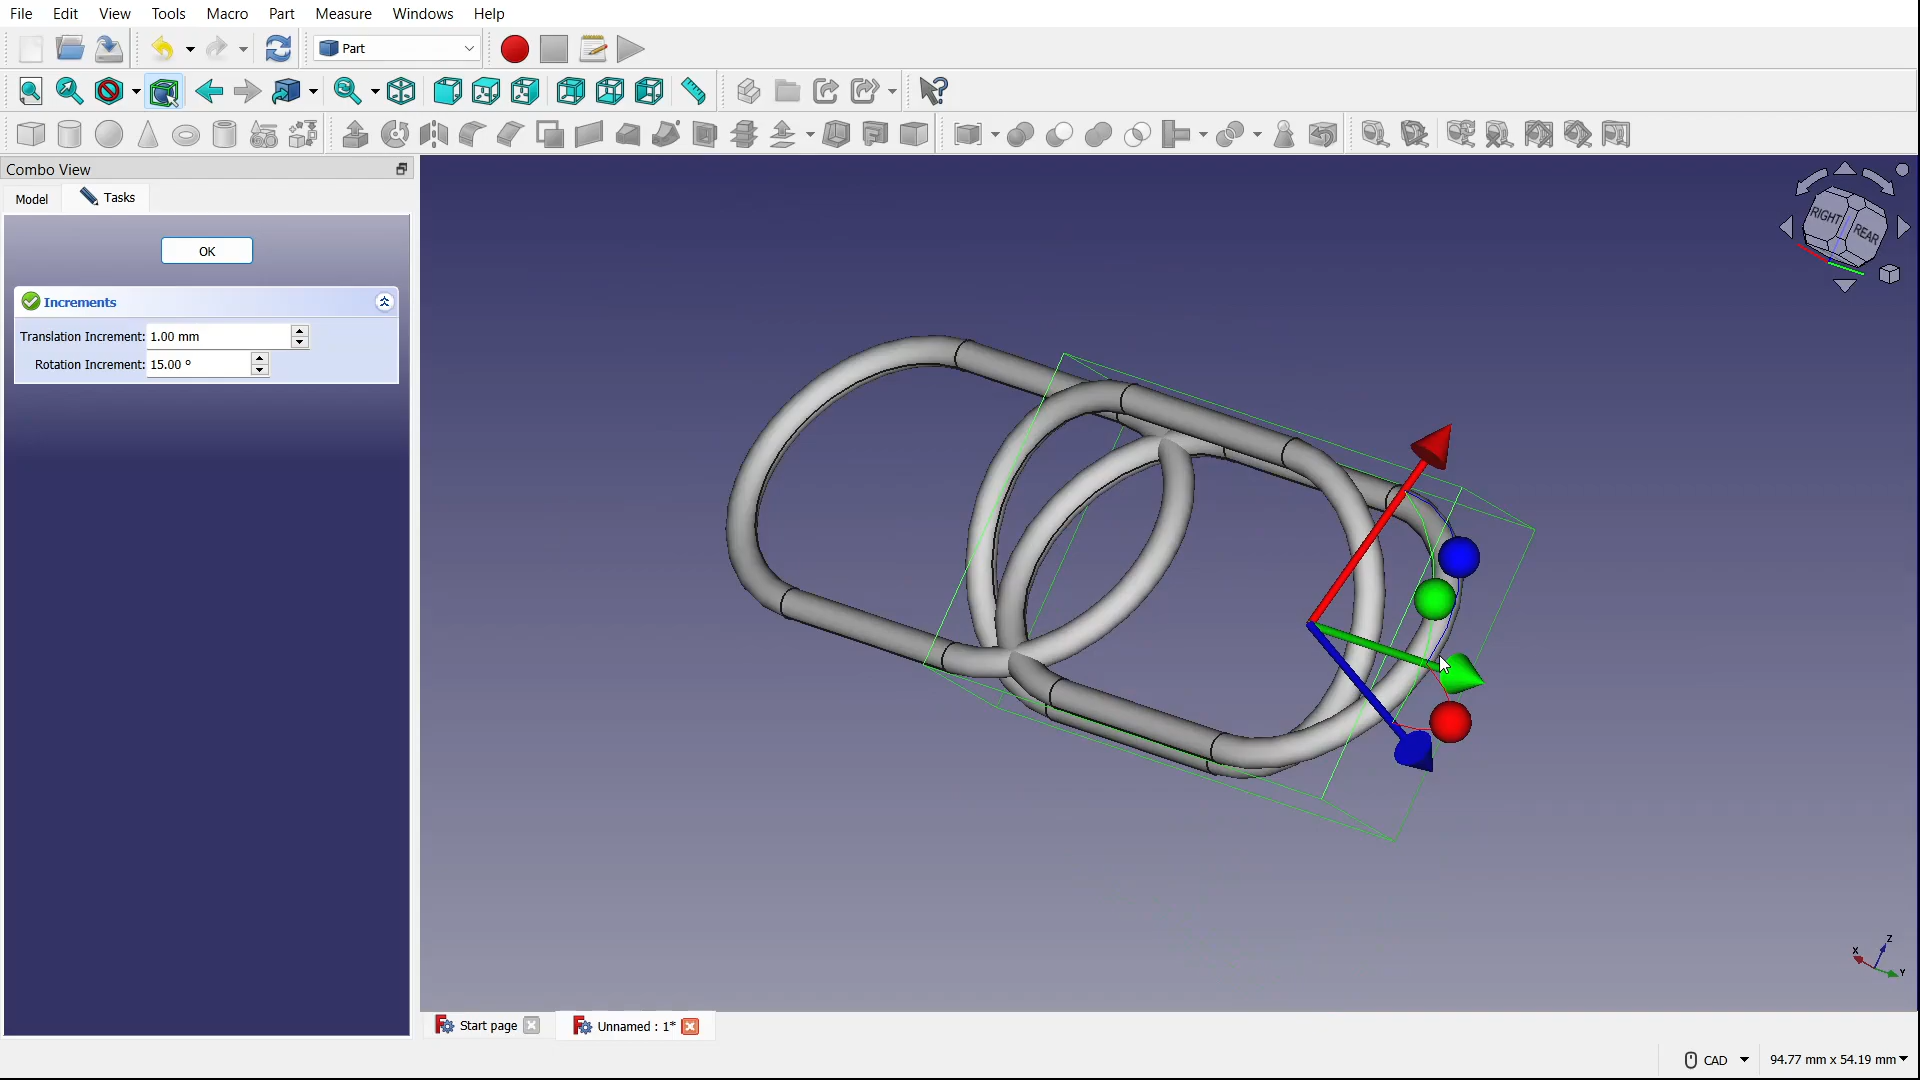 File Edit View Tools Macro Part Measure Windows Help
Part
Combo View
Model Tasks
OK
Increments
Translation Increment: 1.00 mm
Rotation Increment: 15.00 °
RIGHT REAR
Z
X
Y
Start page Unnamed : 1*
CAD 94.77 mm x 54.19 mm